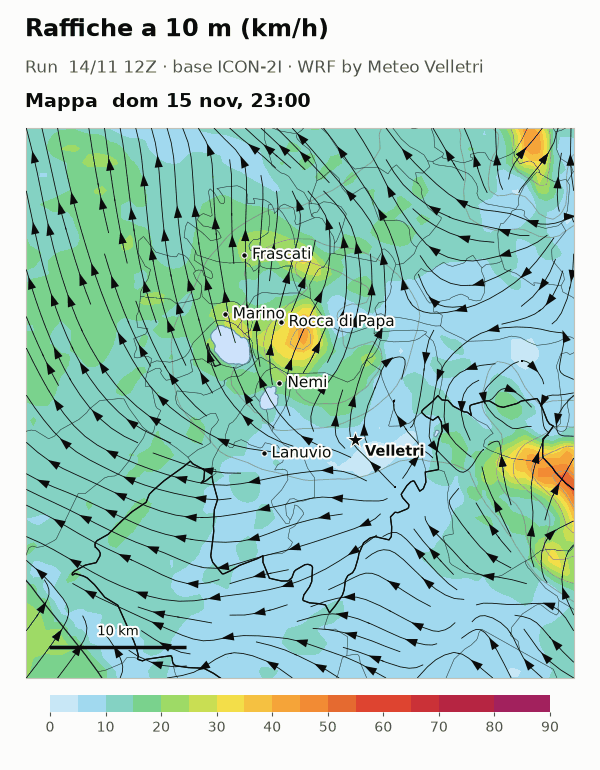 Raffiche a 10 m (km/h)
Run 14/11 12Z · base ICON-2I · WRF by Meteo Velletri
Mappa dom 15 nov, 23:00
Frascati
Marino
Rocca di Papa
Nemi
Velletri
Lanuvio
10 km
0 10 20 30 40 50 60 70 80 90